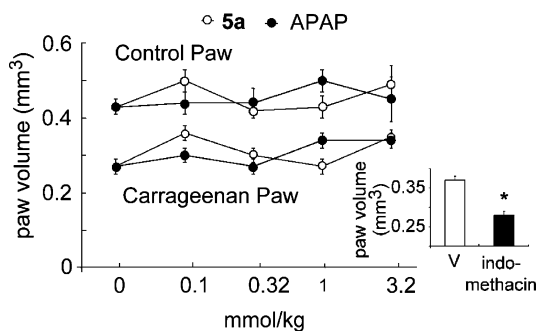 5a APAP
0.6
0.4
0.2
0
paw volume (mm³)
Control Paw
Carrageenan Paw
0 0.1 0.32 1 3.2
mmol/kg
paw volume
(mm³)
0.35
0.25
*
V indo-
methacin